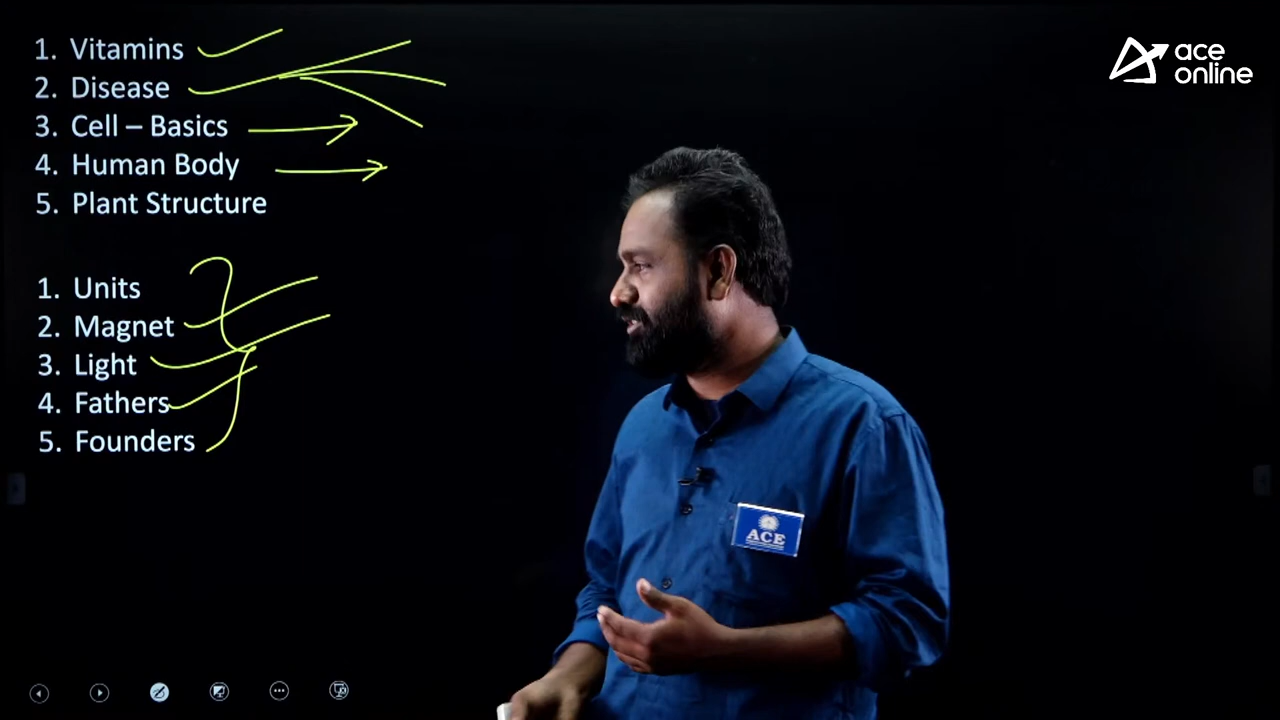 1. Vitamins
2. Disease
3. Cell – Basics
4. Human Body
5. Plant Structure
1. Units
2. Magnet
3. Light
4. Fathers
5. Founders
ace
online
ACE